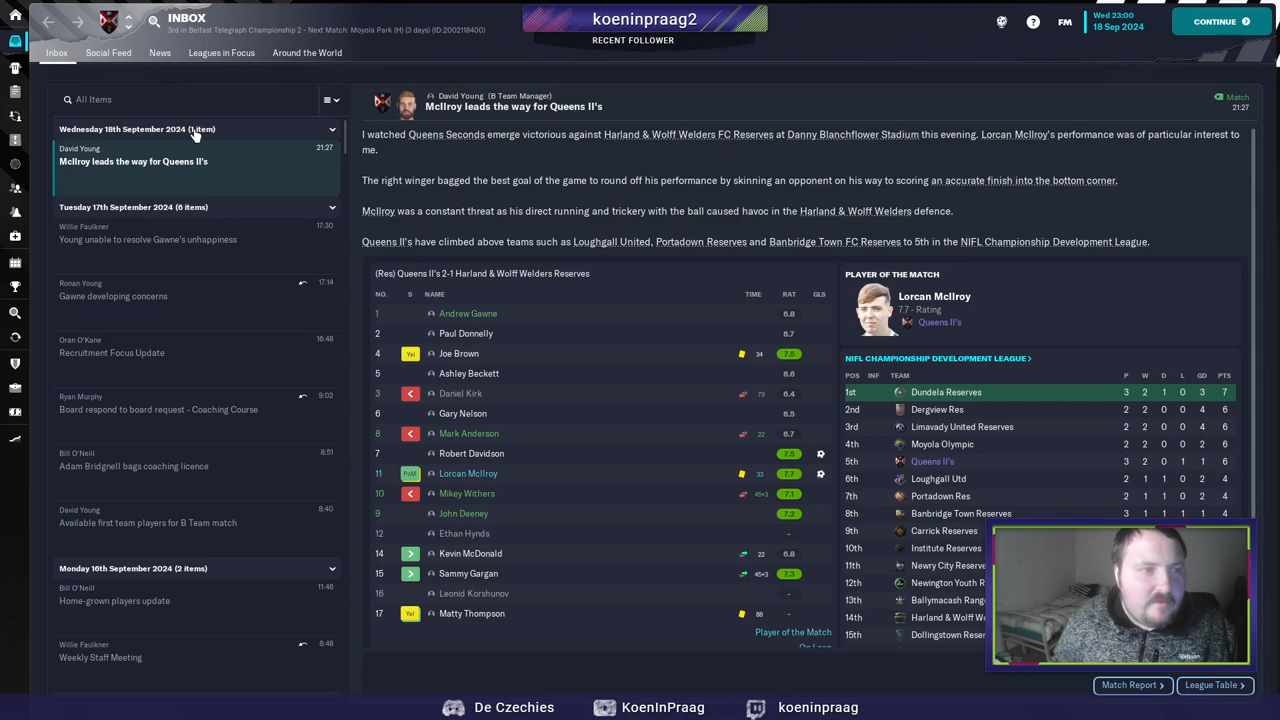 INBOX
3rd in Belfast Telegraph Championship 2 - Next Match: Moyola Park (H) (3 days) (ID:2002118400)
koeninpraag2
RECENT FOLLOWER
FM
Wed 23:00
18 Sep 2024
CONTINUE
Inbox
Social Feed
News
Leagues in Focus
Around the World
All Items
Wednesday 18th September 2024 (1 item)
David Young
21:27
McIlroy leads the way for Queens II's
Tuesday 17th September 2024 (6 items)
Willie Faulkner
17:30
Young unable to resolve Gawne's unhappiness
Ronan Young
17:14
Gawne developing concerns
Oran O'Kane
16:48
Recruitment Focus Update
Ryan Murphy
9:02
Board respond to board request - Coaching Course
Bill O'Neill
8:51
Adam Bridgnell bags coaching licence
David Young
8:40
Available first team players for B Team match
Monday 16th September 2024 (2 items)
Bill O'Neill
11:46
Home-grown players update
Willie Faulkner
8:48
Weekly Staff Meeting
David Young (B Team Manager)
McIlroy leads the way for Queens II's
Match
21:27
I watched Queens Seconds emerge victorious against Harland & Wolff Welders FC Reserves at Danny Blanchflower Stadium this evening. Lorcan McIlroy's performance was of particular interest to
me.
The right winger bagged the best goal of the game to round off his performance by skinning an opponent on his way to scoring an accurate finish into the bottom corner.
McIlroy was a constant threat as his direct running and trickery with the ball caused havoc in the Harland & Wolff Welders defence.
Queens II's have climbed above teams such as Loughgall United, Portadown Reserves and Banbridge Town FC Reserves to 5th in the NIFL Championship Development League.
(Res) Queens II's 2-1 Harland & Wolff Welders Reserves
NO. S NAME TIME RAT GLS
1 Andrew Gawne 6.8
2 Paul Donnelly 6.7
4 Yel Joe Brown 34 7.5
5 Ashley Beckett 6.6
3 Daniel Kirk 79 6.4
6 Gary Nelson 6.5
8 Mark Anderson 22 6.7
7 Robert Davidson 7.5
11 PoM Lorcan McIlroy 33 7.7
10 Mikey Withers 45+3 7.1
9 John Deeney 7.2
12 Ethan Hynds -
14 Kevin McDonald 22 6.8
15 Sammy Gargan 45+3 7.3
16 Leonid Korshunov -
17 Yel Matty Thompson 88 -
Player of the Match
On Loan
PLAYER OF THE MATCH
Lorcan McIlroy
7.7 - Rating
Queens II's
NIFL CHAMPIONSHIP DEVELOPMENT LEAGUE >
POS INF TEAM P W D L GD PTS
1st Dundela Reserves 3 2 1 0 3 7
2nd Dergview Res 2 2 0 0 4 6
3rd Limavady United Reserves 2 2 0 0 4 6
4th Moyola Olympic 2 2 0 0 2 6
5th Queens II's 3 2 0 1 1 6
6th Loughgall Utd 2 1 1 0 2 4
7th Portadown Res 2 1 1 0 2 4
8th Banbridge Town Reserves 3 1 1 1 1 4
9th Carrick Reserves
10th Institute Reserves
11th Newry City Reserve
12th Newington Youth R
13th Ballymacash Rang
14th Harland & Wolff We
15th Dollingstown Reser
Match Report >
League Table >
De Czechies
KoenInPraag
koeninpraag